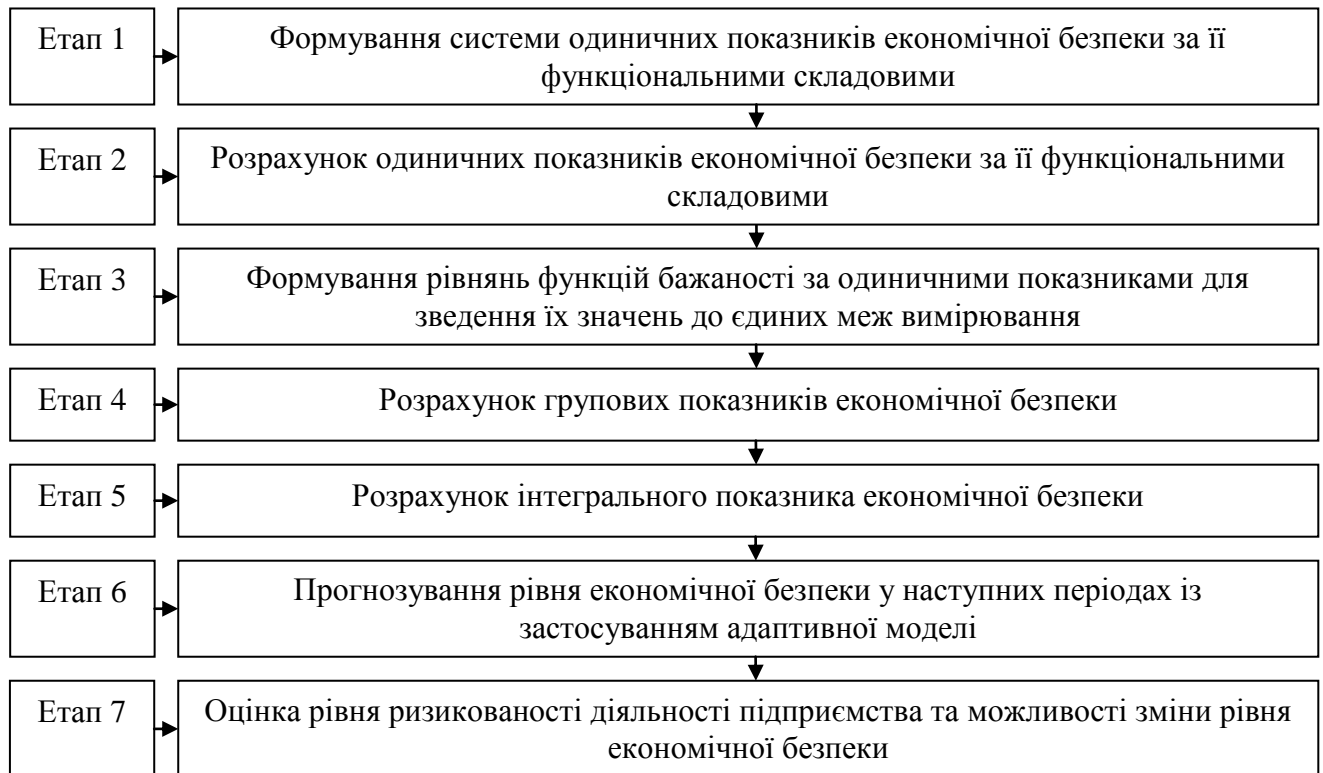 Етап 1
Формування системи одиничних показників економічної безпеки за її
функціональними складовими
Етап 2
Розрахунок одиничних показників економічної безпеки за її функціональними
складовими
Етап 3
Формування рівнянь функцій бажаності за одиничними показниками для
зведення їх значень до єдиних меж вимірювання
Етап 4
Розрахунок групових показників економічної безпеки
Етап 5
Розрахунок інтегрального показника економічної безпеки
Етап 6
Прогнозування рівня економічної безпеки у наступних періодах із
застосуванням адаптивної моделі
Етап 7
Оцінка рівня ризикованості діяльності підприємства та можливості зміни рівня
економічної безпеки